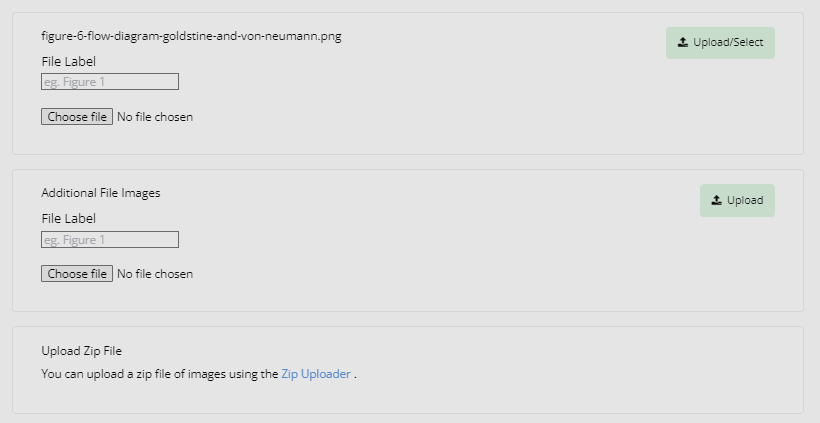 figure-6-flow-diagram-goldstine-and-von-neumann.png
Upload/Select
File Label
eg. Figure 1
Choose file No file chosen
Additional File Images
Upload
File Label
eg. Figure 1
Choose file No file chosen
Upload Zip File
You can upload a zip file of images using the Zip Uploader .